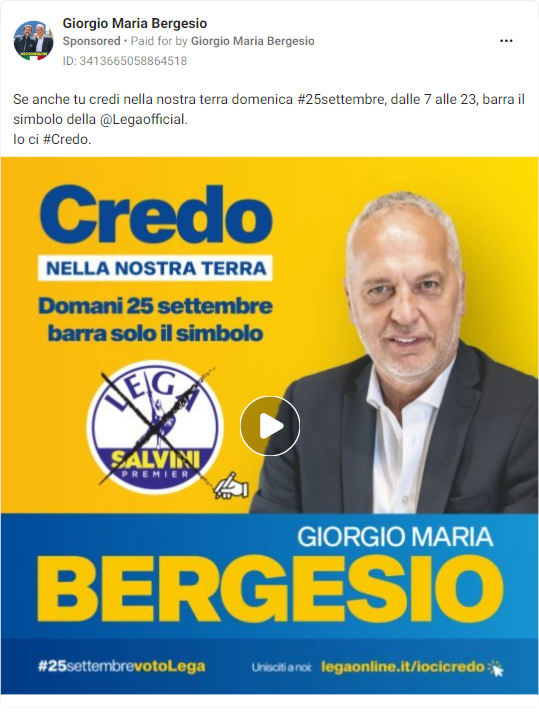 Giorgio Maria Bergesio
Sponsored • Paid for by Giorgio Maria Bergesio
ID: 3413665058864518
Se anche tu credi nella nostra terra domenica #25settembre, dalle 7 alle 23, barra il
simbolo della @Legaofficial.
Io ci #Credo.
Credo
NELLA NOSTRA TERRA
Domani 25 settembre
barra solo il simbolo
LEGA
SALVINI
PREMIER
GIORGIO MARIA
BERGESIO
#25settembrevotoLega
Unisciti a noi: legaonline.it/iocicredo